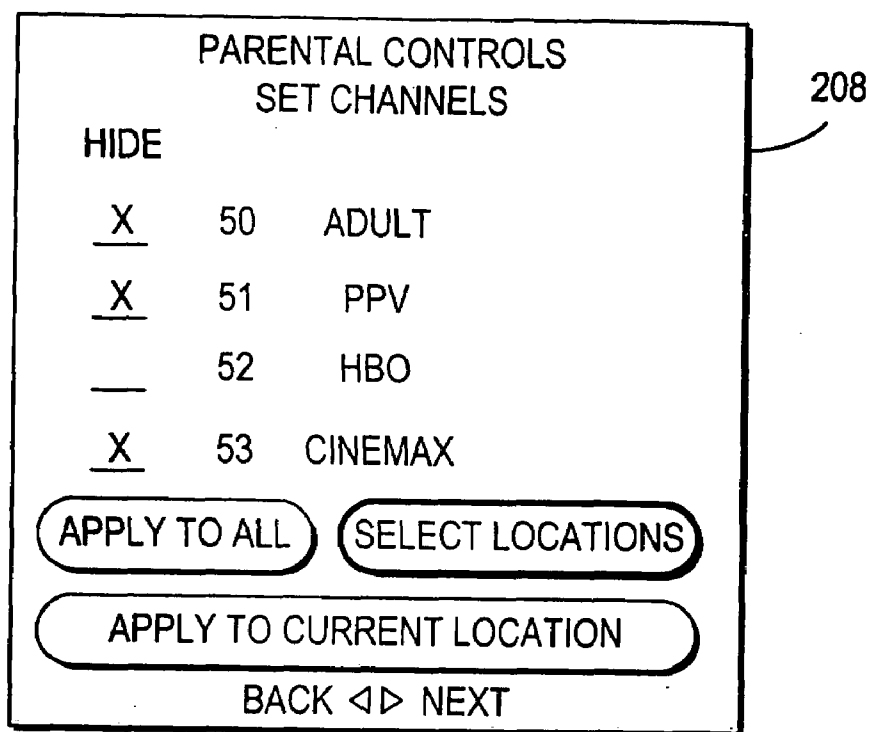 PARENTAL CONTROLS
SET CHANNELS
208
HIDE
X 50 ADULT
X 51 PPV
52 HBO
X 53 CINEMAX
APPLY TO ALL SELECT LOCATIONS
APPLY TO CURRENT LOCATION
BACK ◁ ▷ NEXT